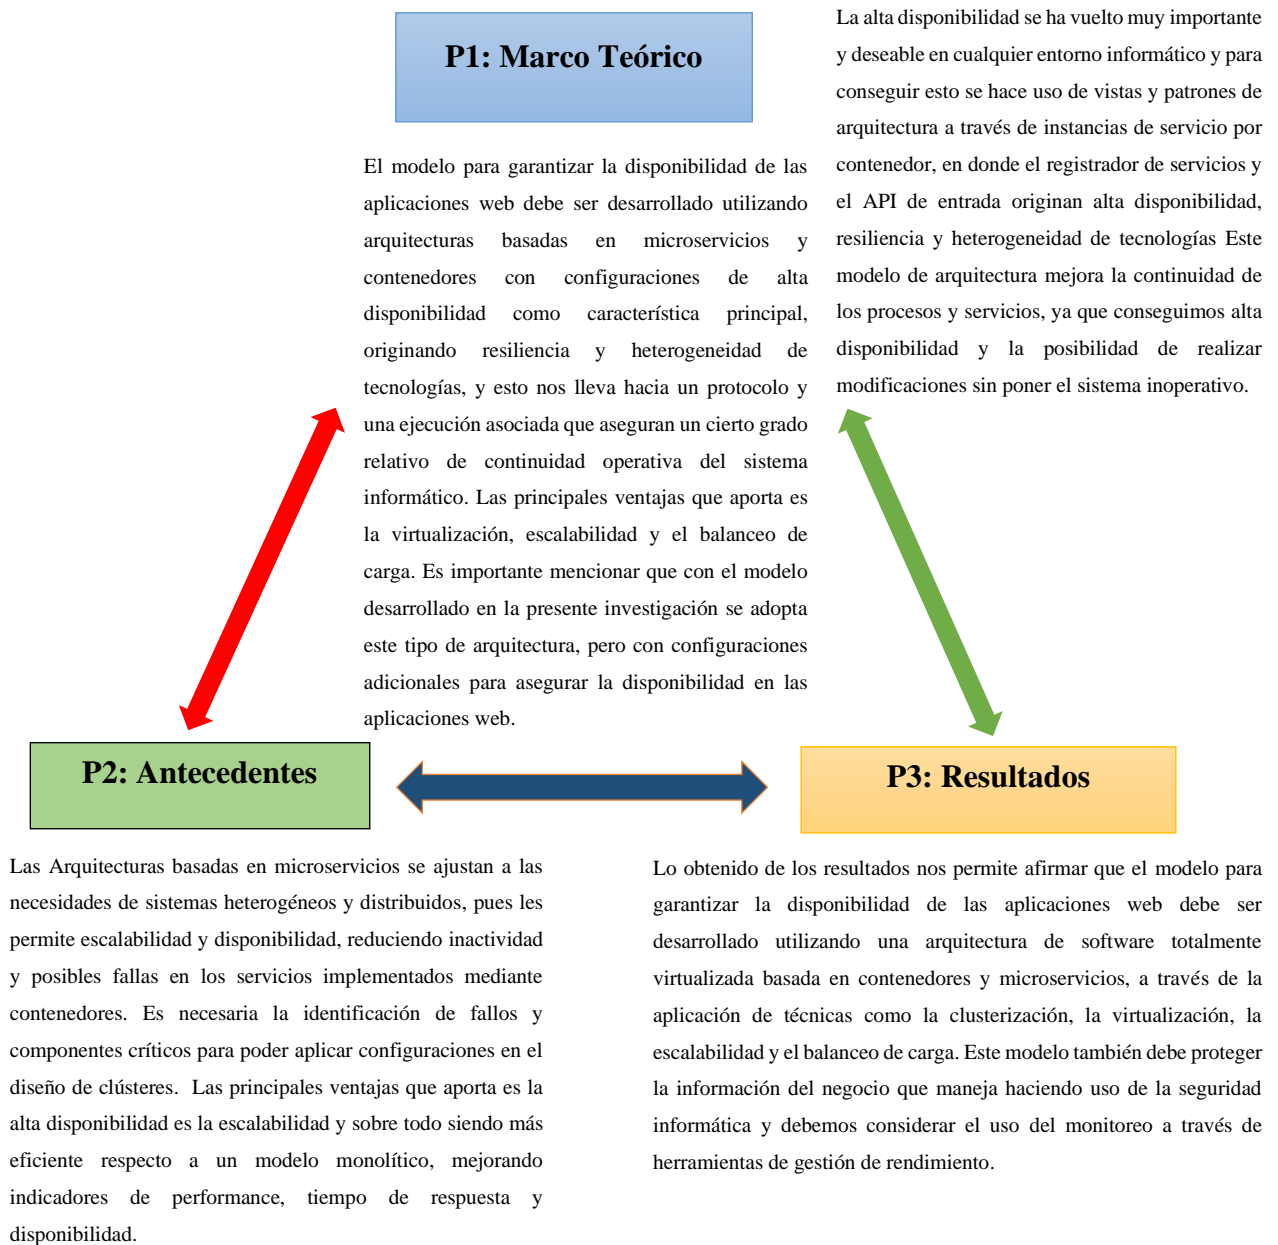 P1: Marco Teórico
El modelo para garantizar la disponibilidad de las
aplicaciones web debe ser desarrollado utilizando
arquitecturas basadas en microservicios y
contenedores con configuraciones de alta
disponibilidad como característica principal,
originando resiliencia y heterogeneidad de
tecnologías, y esto nos lleva hacia un protocolo y
una ejecución asociada que aseguran un cierto grado
relativo de continuidad operativa del sistema
informático. Las principales ventajas que aporta es
la virtualización, escalabilidad y el balanceo de
carga. Es importante mencionar que con el modelo
desarrollado en la presente investigación se adopta
este tipo de arquitectura, pero con configuraciones
adicionales para asegurar la disponibilidad en las
aplicaciones web.
La alta disponibilidad se ha vuelto muy importante
y deseable en cualquier entorno informático y para
conseguir esto se hace uso de vistas y patrones de
arquitectura a través de instancias de servicio por
contenedor, en donde el registrador de servicios y
el API de entrada originan alta disponibilidad,
resiliencia y heterogeneidad de tecnologías Este
modelo de arquitectura mejora la continuidad de
los procesos y servicios, ya que conseguimos alta
disponibilidad y la posibilidad de realizar
modificaciones sin poner el sistema inoperativo.
P2: Antecedentes
Las Arquitecturas basadas en microservicios se ajustan a las
necesidades de sistemas heterogéneos y distribuidos, pues les
permite escalabilidad y disponibilidad, reduciendo inactividad
y posibles fallas en los servicios implementados mediante
contenedores. Es necesaria la identificación de fallos y
componentes críticos para poder aplicar configuraciones en el
diseño de clústeres. Las principales ventajas que aporta es la
alta disponibilidad es la escalabilidad y sobre todo siendo más
eficiente respecto a un modelo monolítico, mejorando
indicadores de performance, tiempo de respuesta y
disponibilidad.
P3: Resultados
Lo obtenido de los resultados nos permite afirmar que el modelo para
garantizar la disponibilidad de las aplicaciones web debe ser
desarrollado utilizando una arquitectura de software totalmente
virtualizada basada en contenedores y microservicios, a través de la
aplicación de técnicas como la clusterización, la virtualización, la
escalabilidad y el balanceo de carga. Este modelo también debe proteger
la información del negocio que maneja haciendo uso de la seguridad
informática y debemos considerar el uso del monitoreo a través de
herramientas de gestión de rendimiento.